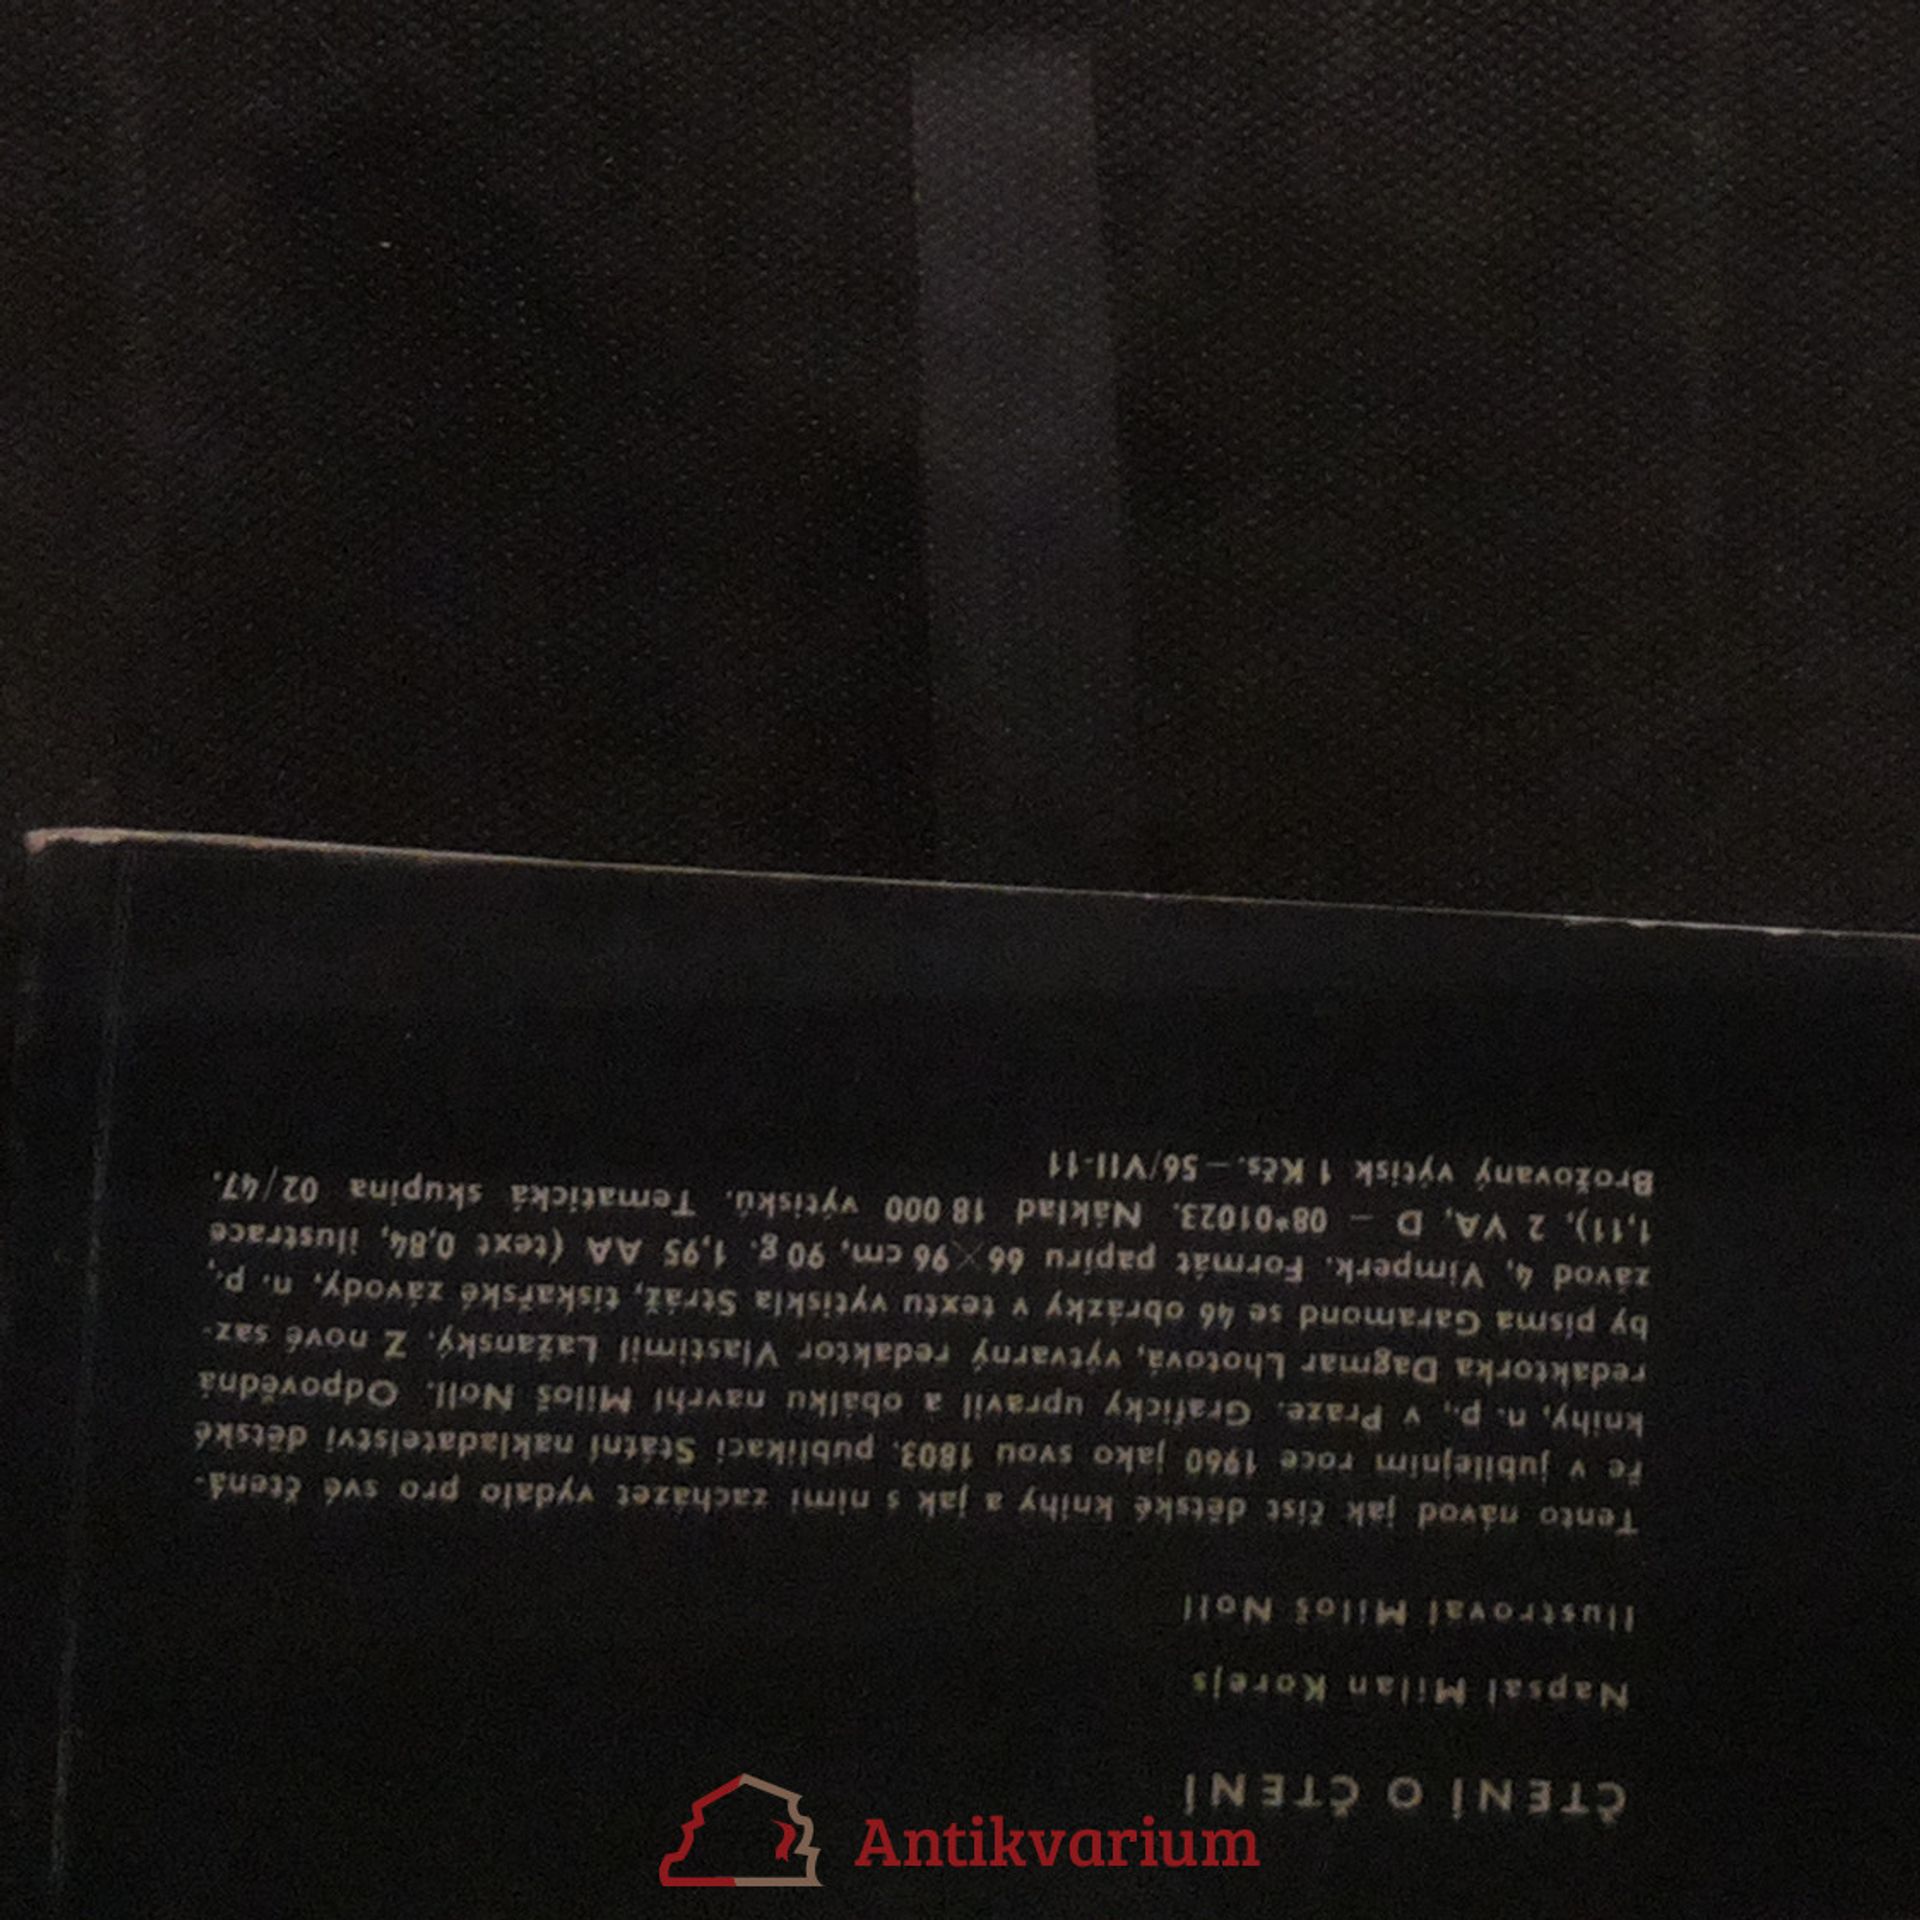 ČTENÍ O ČTENÍ
Napsal Milan Korejs
Ilustroval Miloš Noll
Tento návod jak číst dětské knihy a jak s nimi zacházet vydalo pro své čtená-
ře v jubilejním roce 1960 jako svou 1803. publikaci Státní nakladatelství dětské
knihy, n. p., v Praze. Graficky upravil a obálku navrhl Miloš Noll. Odpovědná
redaktorka Dagmar Lhotová, výtvarný redaktor Vlastimil Lažanský. Z nové saz-
by písma Garamond se 46 obrázky v textu vytiskla Stráž, tiskařské závody, n. p.,
závod 4, Vimperk. Formát papíru 66×96 cm, 90 g. 1,95 AA (text 0,84, ilustrace
1,11), 2 VA, D – 08*01023. Náklad 18 000 výtisků. Tematická skupina 02/47.
Brožovaný výtisk 1 Kčs.–56/VII-11
Antikvarium